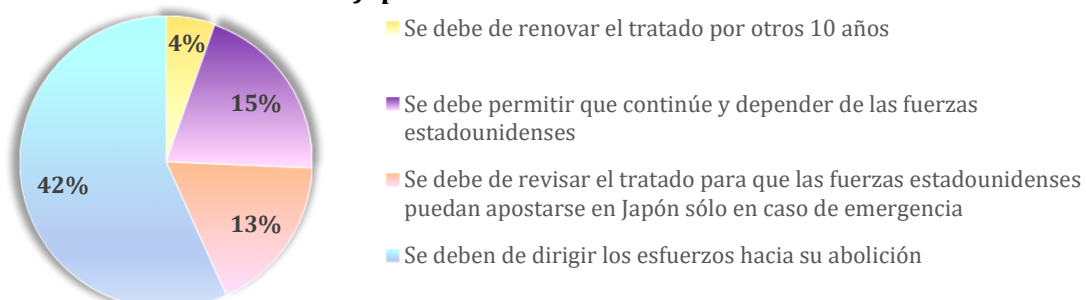 4%
Se debe de renovar el tratado por otros 10 años
15%
Se debe permitir que continúe y depender de las fuerzas
estadounidenses
42%
Se debe de revisar el tratado para que las fuerzas estadounidenses
puedan apostarse en Japón sólo en caso de emergencia
13%
Se deben de dirigir los esfuerzos hacia su abolición